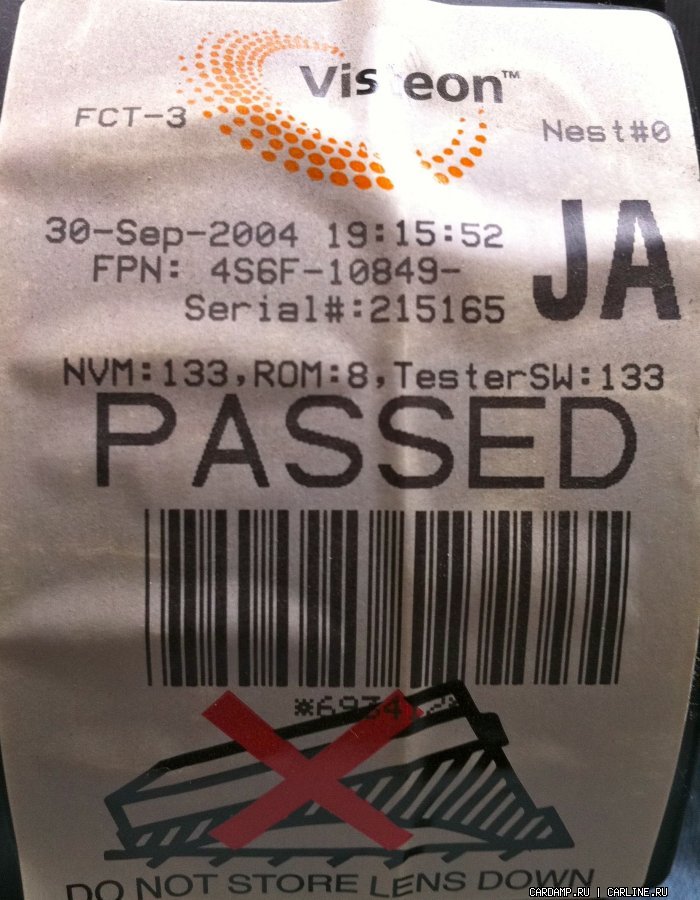 Visteon™
FCT-3
Nest#0
30-Sep-2004 19:15:52
JA
FPN: 4S6F-10849-
Serial#:215165
NVM:133,ROM:8,TesterSW:133
PASSED
DO NOT STORE LENS DOWN
CARDAMP.RU | CARLINE.RU